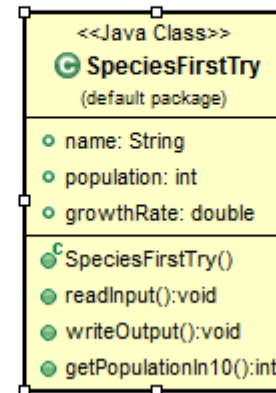 <<Java Class>>
SpeciesFirstTry
(default package)
name: String
population: int
growthRate: double
SpeciesFirstTry()
readInput():void
writeOutput():void
getPopulationIn10():int